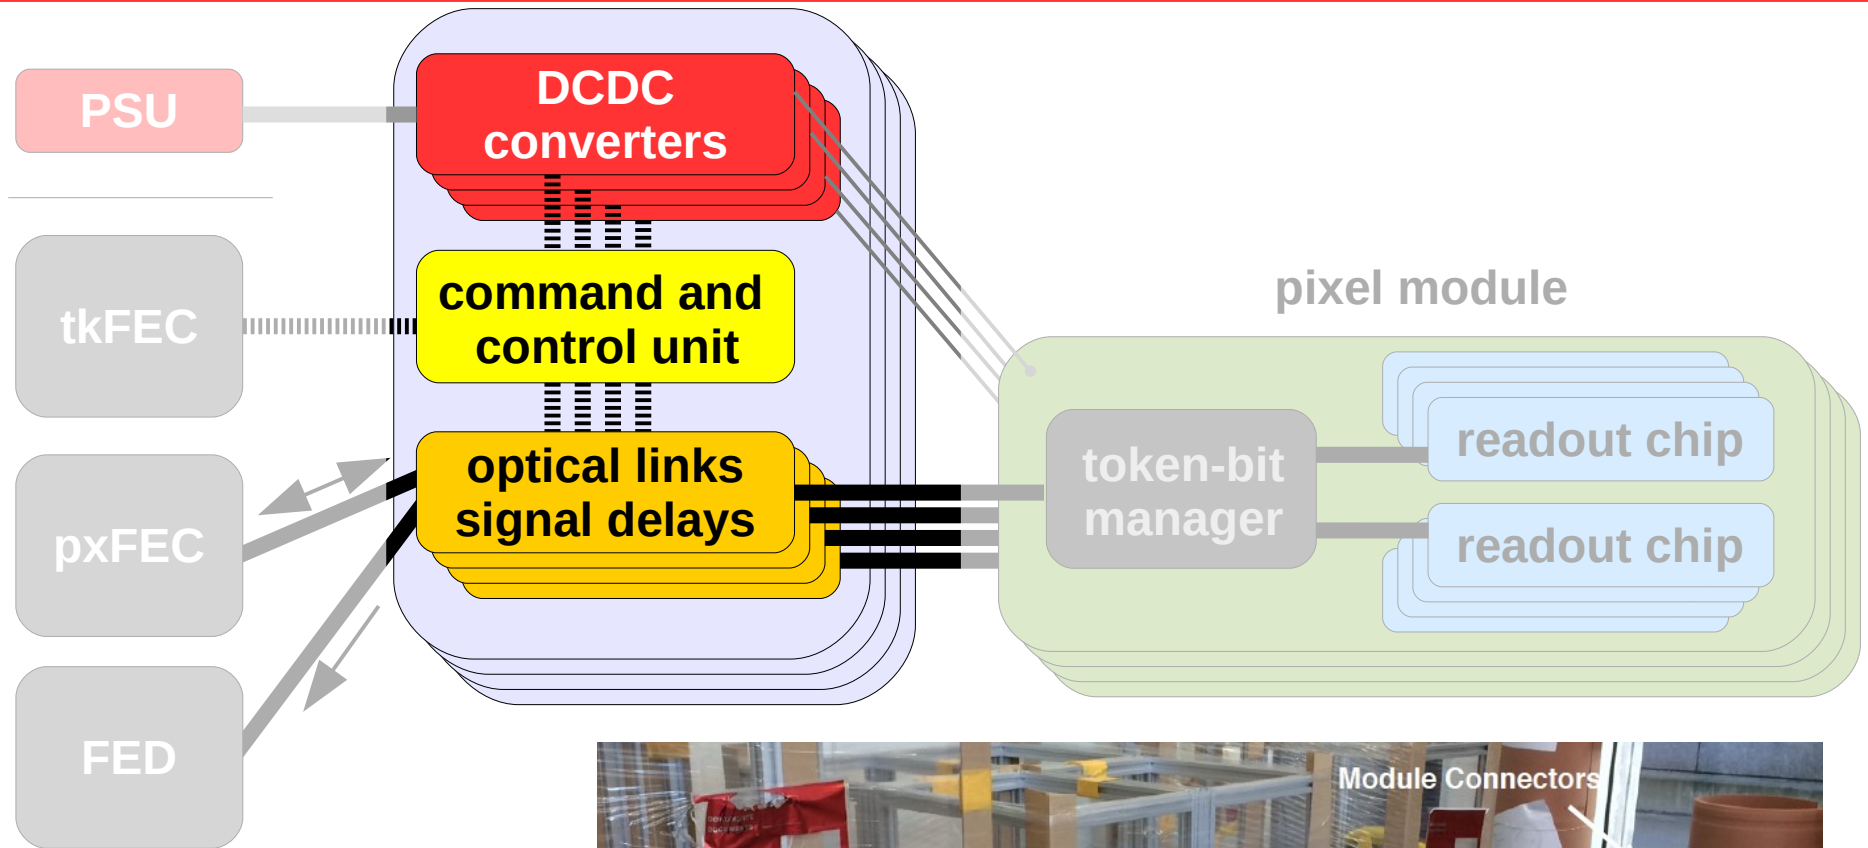 PSU
DCDC
converters
tkFEC
command and
control unit
pixel module
pxFEC
optical links
signal delays
token-bit
manager
readout chip
readout chip
FED
Module Connectors